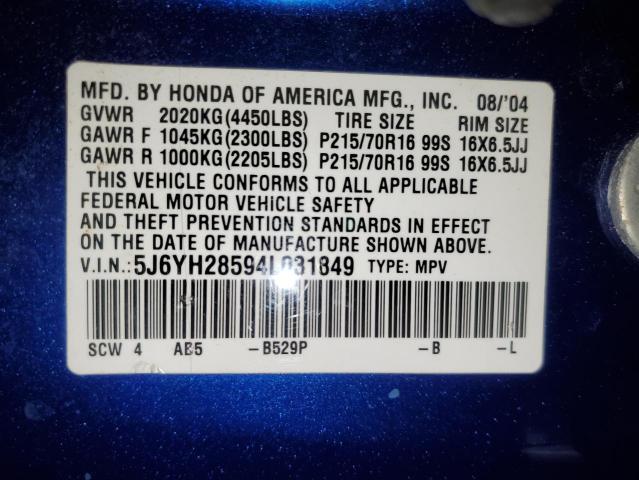 MFD. BY HONDA OF AMERICA MFG., INC. 08/'04
GVWR 2020KG(4450LBS) TIRE SIZE RIM SIZE
GAWR F 1045KG(2300LBS) P215/70R16 99S 16X6.5JJ
GAWR R 1000KG(2205LBS) P215/70R16 99S 16X6.5JJ
THIS VEHICLE CONFORMS TO ALL APPLICABLE
FEDERAL MOTOR VEHICLE SAFETY
AND THEFT PREVENTION STANDARDS IN EFFECT
ON THE DATE OF MANUFACTURE SHOWN ABOVE.
V.I.N.: TYPE: MPV
SCW 4 AB5 -B529P -B -L